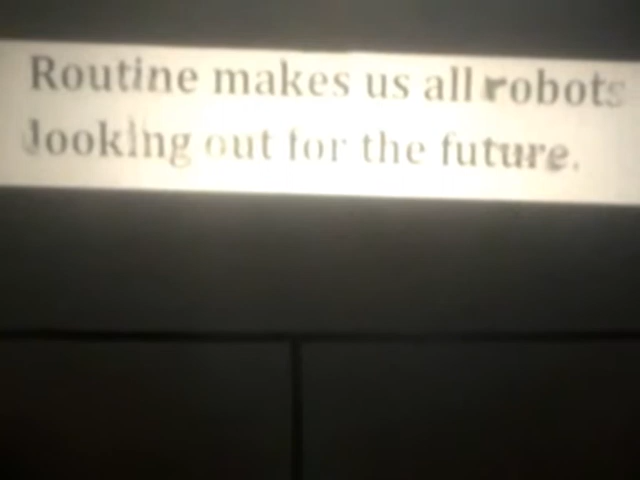 Routine makes us all robots
looking out for the future.